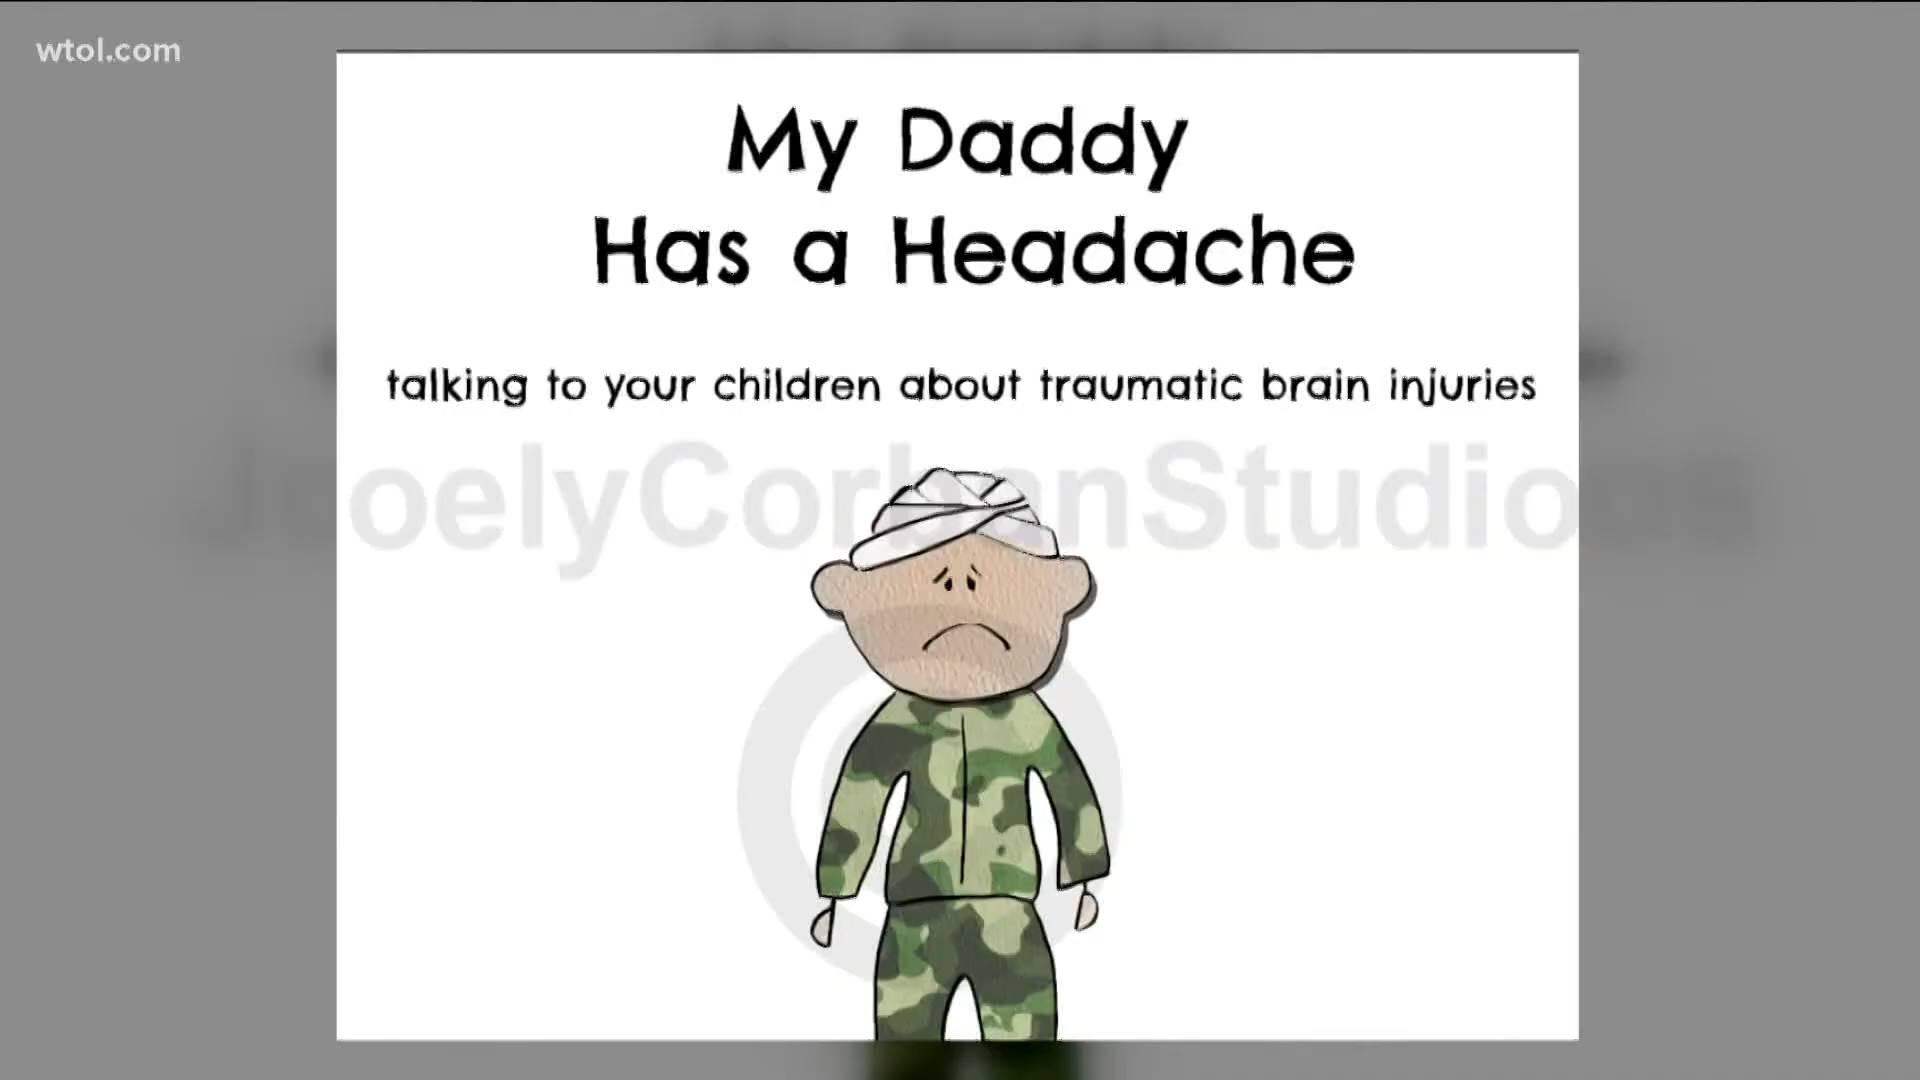 wtol.com
My Daddy
Has a Headache
talking to your children about traumatic brain injuries